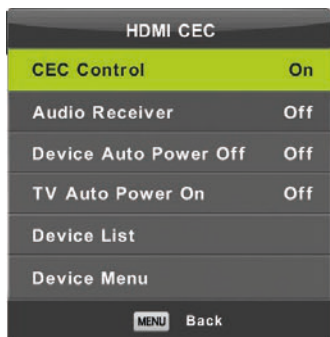 HDMI CEC
CEC Control On
Audio Receiver Off
Device Auto Power Off Off
TV Auto Power On Off
Device List
Device Menu
MENU Back